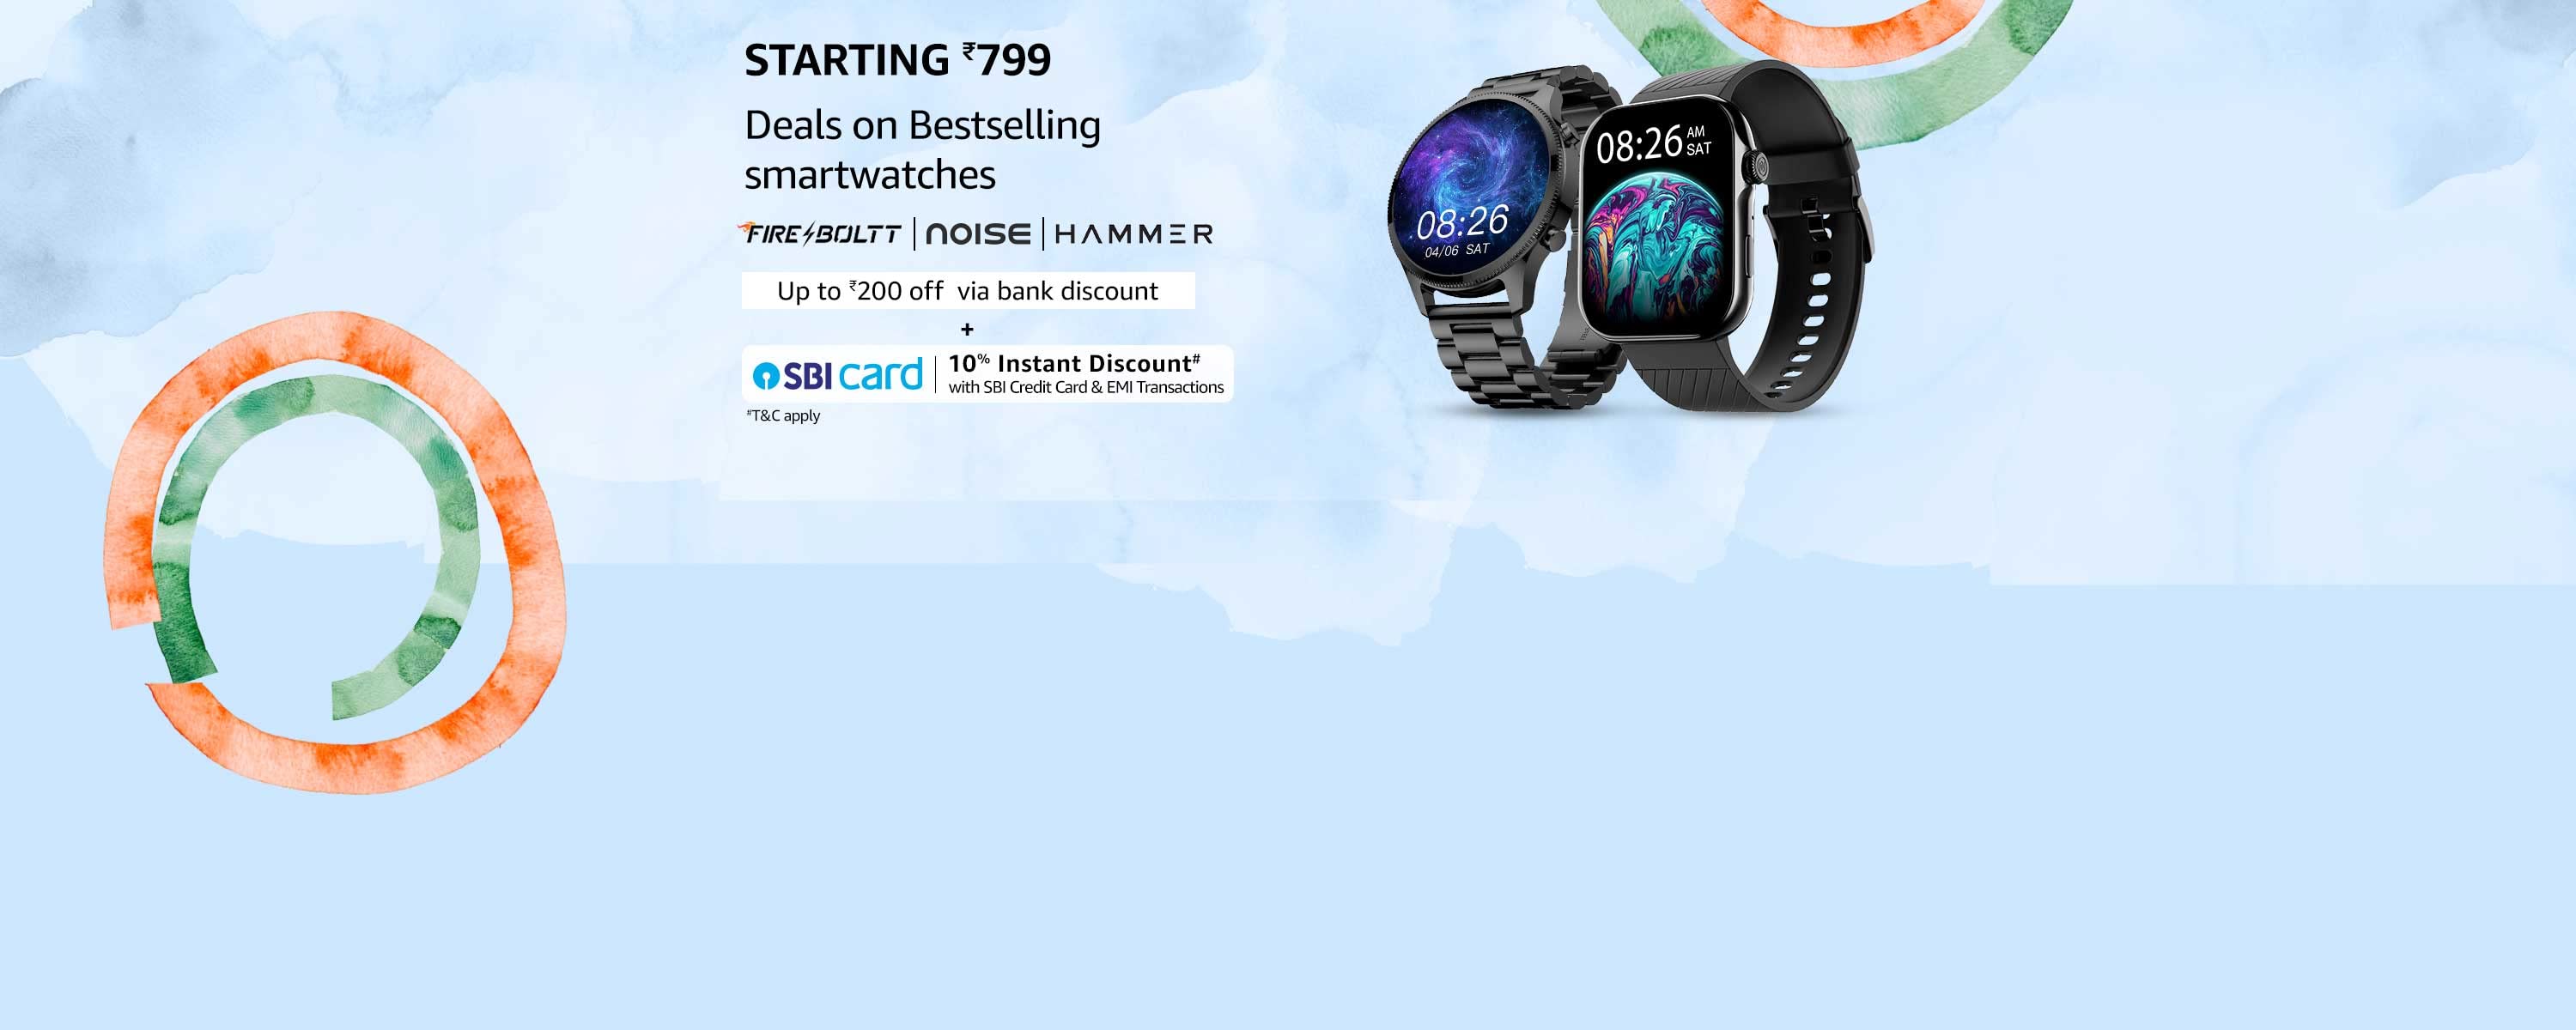 STARTING ₹799
Deals on Bestselling
smartwatches
FIRE BOLTT | NOISE | HAMMER
Up to ₹200 off via bank discount
+
SBI card | 10% Instant Discount#
with SBI Credit Card & EMI Transactions
#T&C apply
08:26
04/06 SAT
08:26 AM
SAT